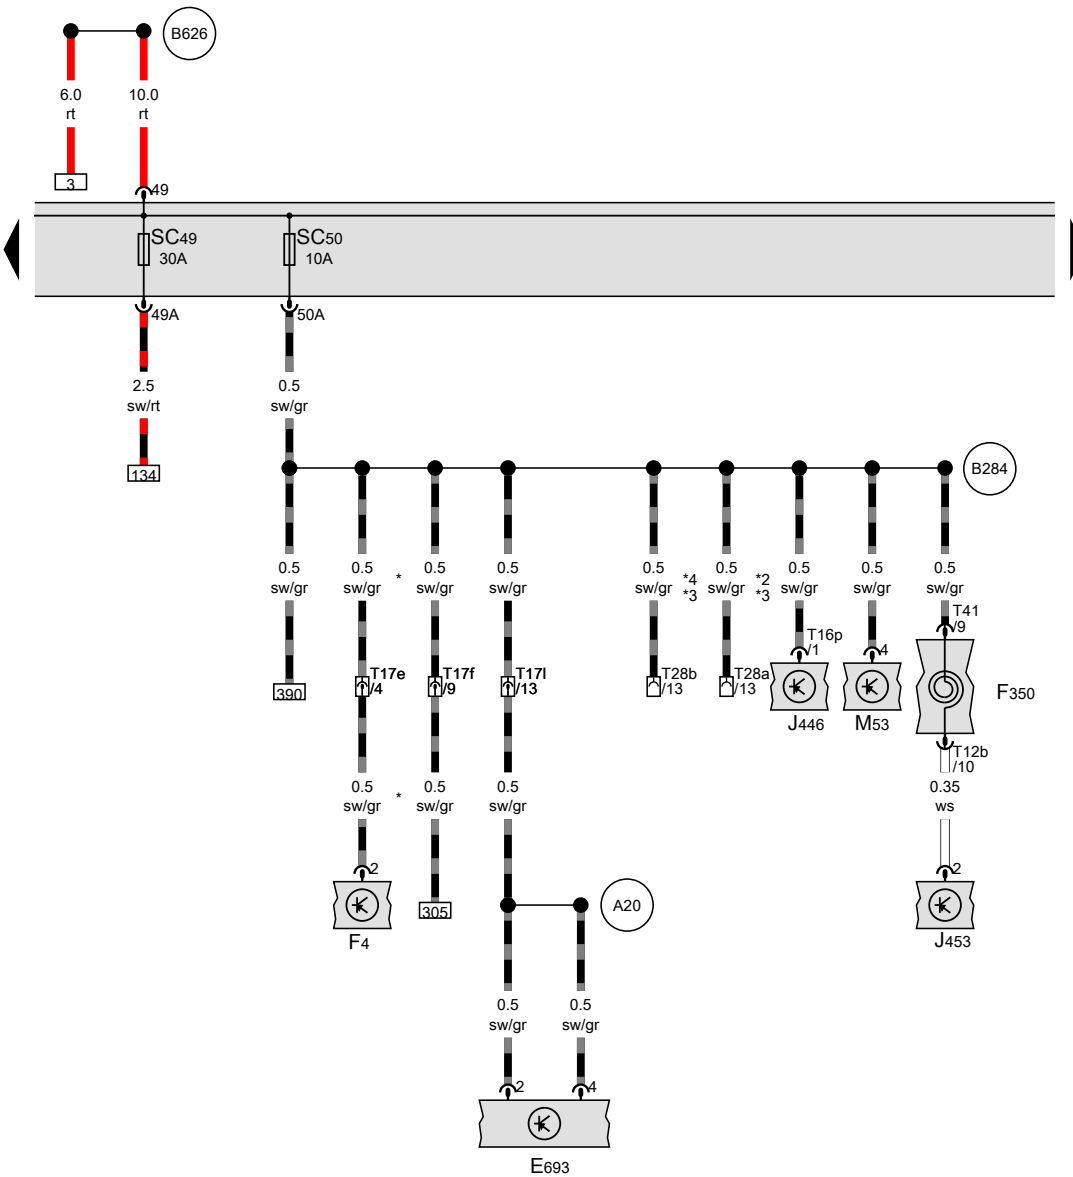 B626
6.0
10.0
rt
rt
3
49
SC49
SC50
30A
10A
49A
50A
2.5
0.5
sw/rt
sw/gr
134
B284
0.5
0.5
0.5
0.5
0.5
0.5
0.5
0.5
0.5
sw/gr
sw/gr
*
sw/gr
sw/gr
sw/gr
*4
*3
sw/gr
*2
*3
sw/gr
sw/gr
sw/gr
T41
/9
T16p
/1
4
T17e
/4
T17f
/9
T17l
/13
T28b
/13
T28a
/13
390
J446
M53
F350
T12b
/10
0.5
0.5
0.5
0.35
sw/gr
*
sw/gr
sw/gr
ws
2
2
305
A20
F4
J453
0.5
0.5
sw/gr
sw/gr
2
4
E693